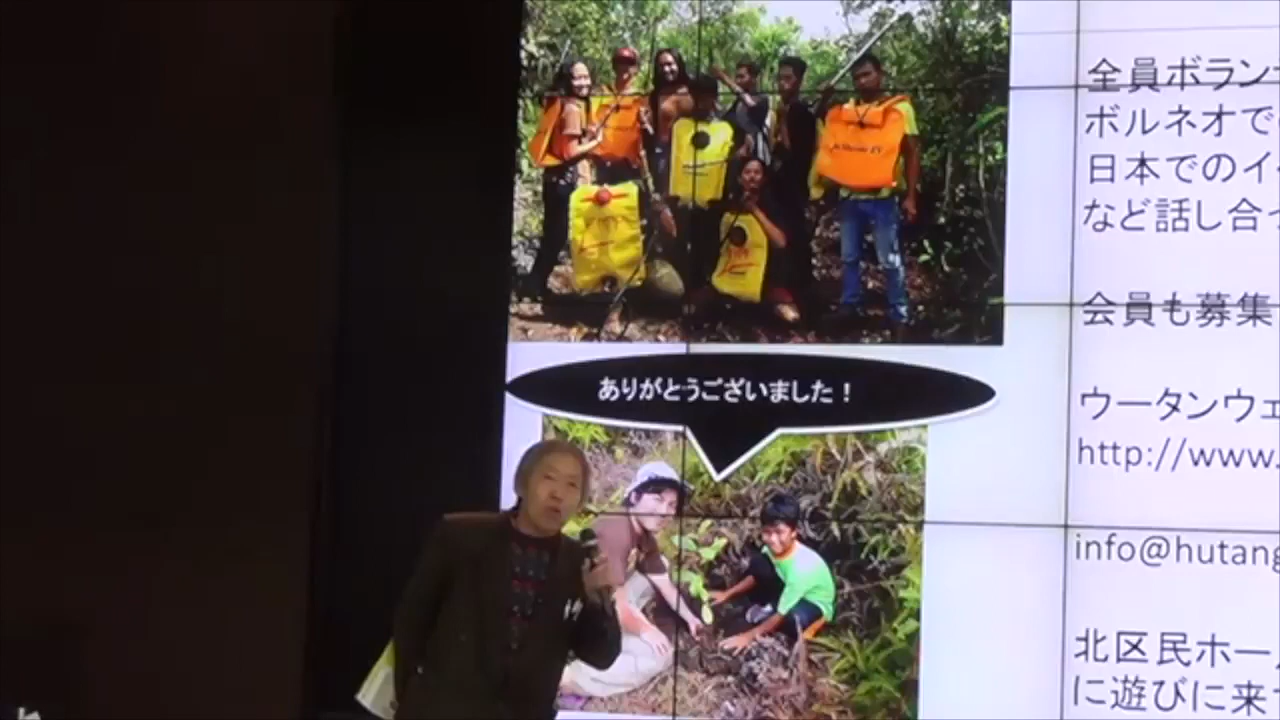 全員ボラン
ボルネオで
日本でのイ
など話し合
会員も募集
ありがとうございました！
ウータンウェ
http://www.
info@hutang
北区民ホー
に遊びに来